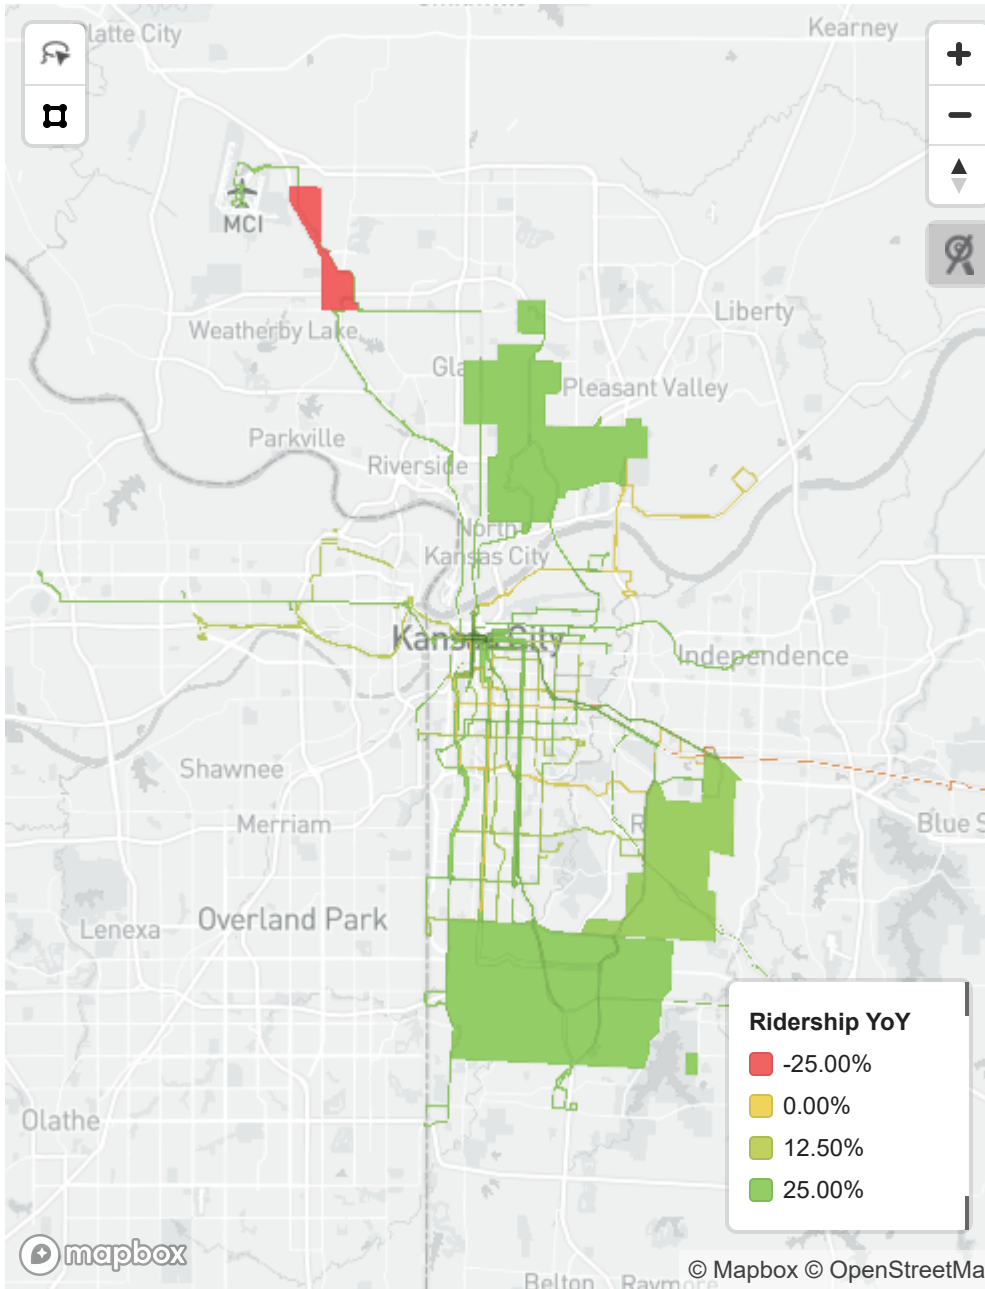 Platte City
Kearney
MCI
Liberty
Weatherby Lake
Gla
Pleasant Valley
Parkville
Riverside
North
Kansas City
Kansas City
Independence
Shawnee
Merriam
R
Blue S
Overland Park
Lenexa
Olathe
Ridership YoY
-25.00%
0.00%
12.50%
25.00%
mapbox
Belton
Raymore
© Mapbox © OpenStreetMa